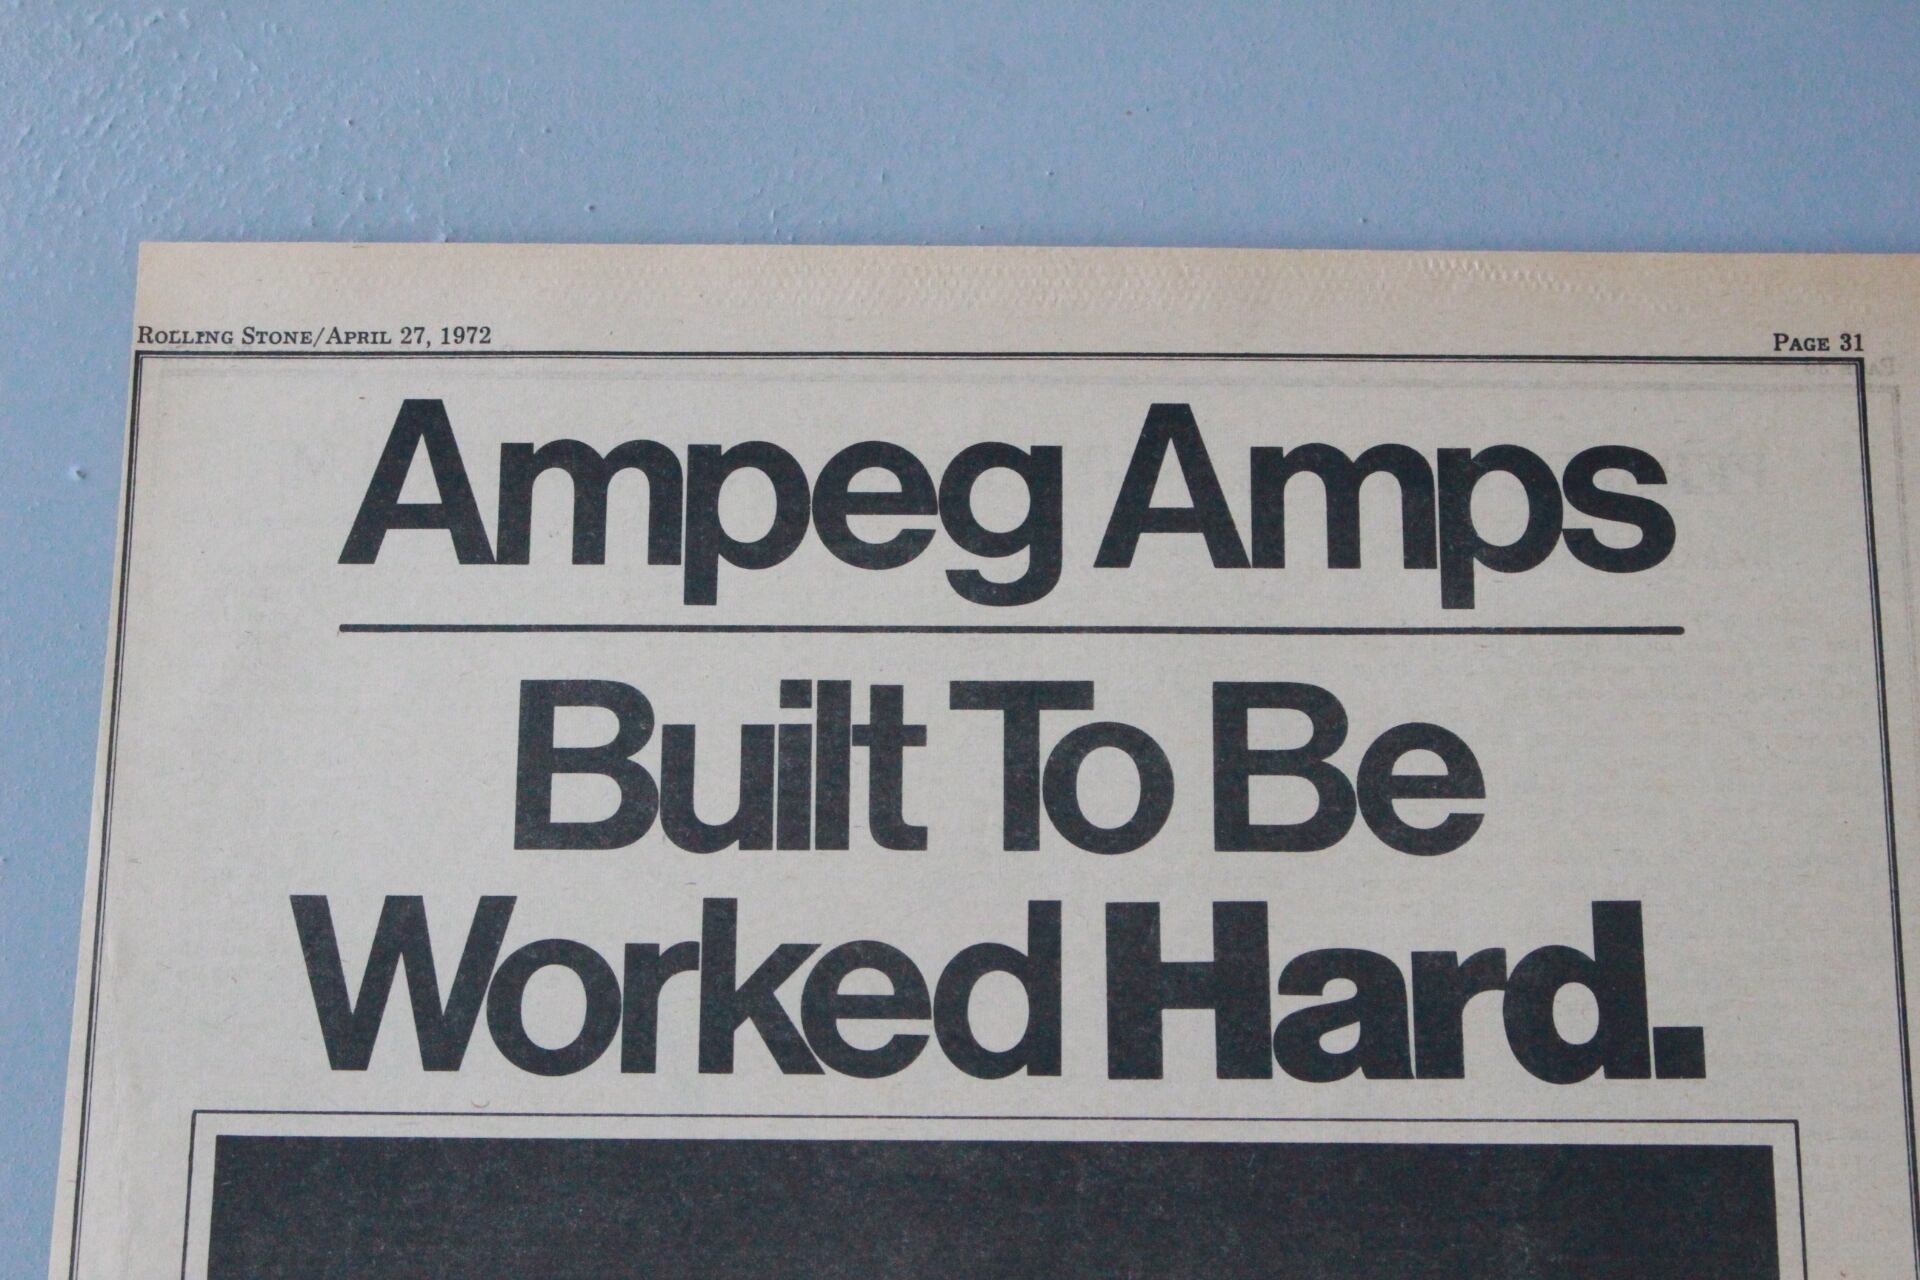 Rolling Stone/April 27, 1972
Page 31
Ampeg Amps
Built To Be
Worked Hard.